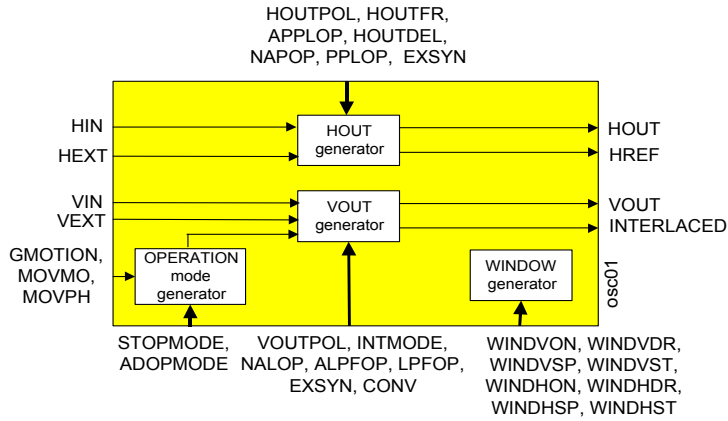 HOUTPOL, HOUTFR,
APPLOP, HOUTDEL,
NAPOP, PPLOP, EXSYN
HIN
HEXT
HOUT
generator
HOUT
HREF
VIN
VEXT
VOUT
generator
VOUT
INTERLACED
GMOTION,
MOVMO,
MOVPH
OPERATION
mode
generator
WINDOW
generator
osc01
STOPMODE,
ADOPMODE
VOUTPOL, INTMODE,
NALOP, ALPFOP, LPFOP,
EXSYN, CONV
WINDVON, WINDVDR,
WINDVSP, WINDVST,
WINDHON, WINDHDR,
WINDHSP, WINDHST